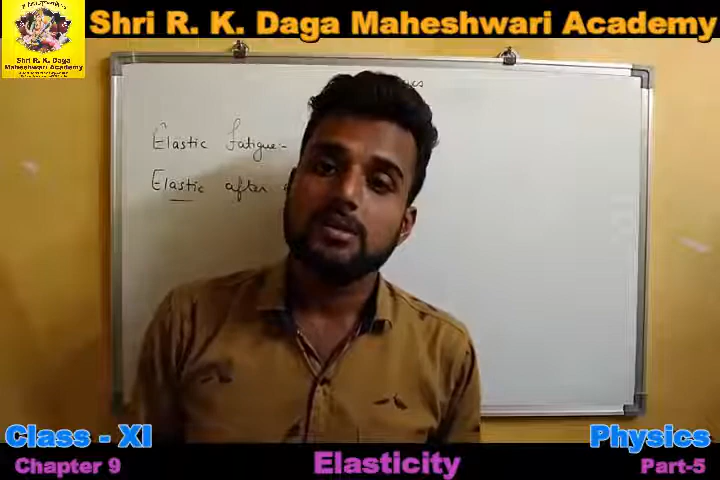 Shri R. K. Daga Maheshwari Academy
Shri R. K. Daga
Maheshwari Academy
Elastic Fatigue:-
Elastic after
Class - XI
Physics
Chapter 9
Elasticity
Part-5